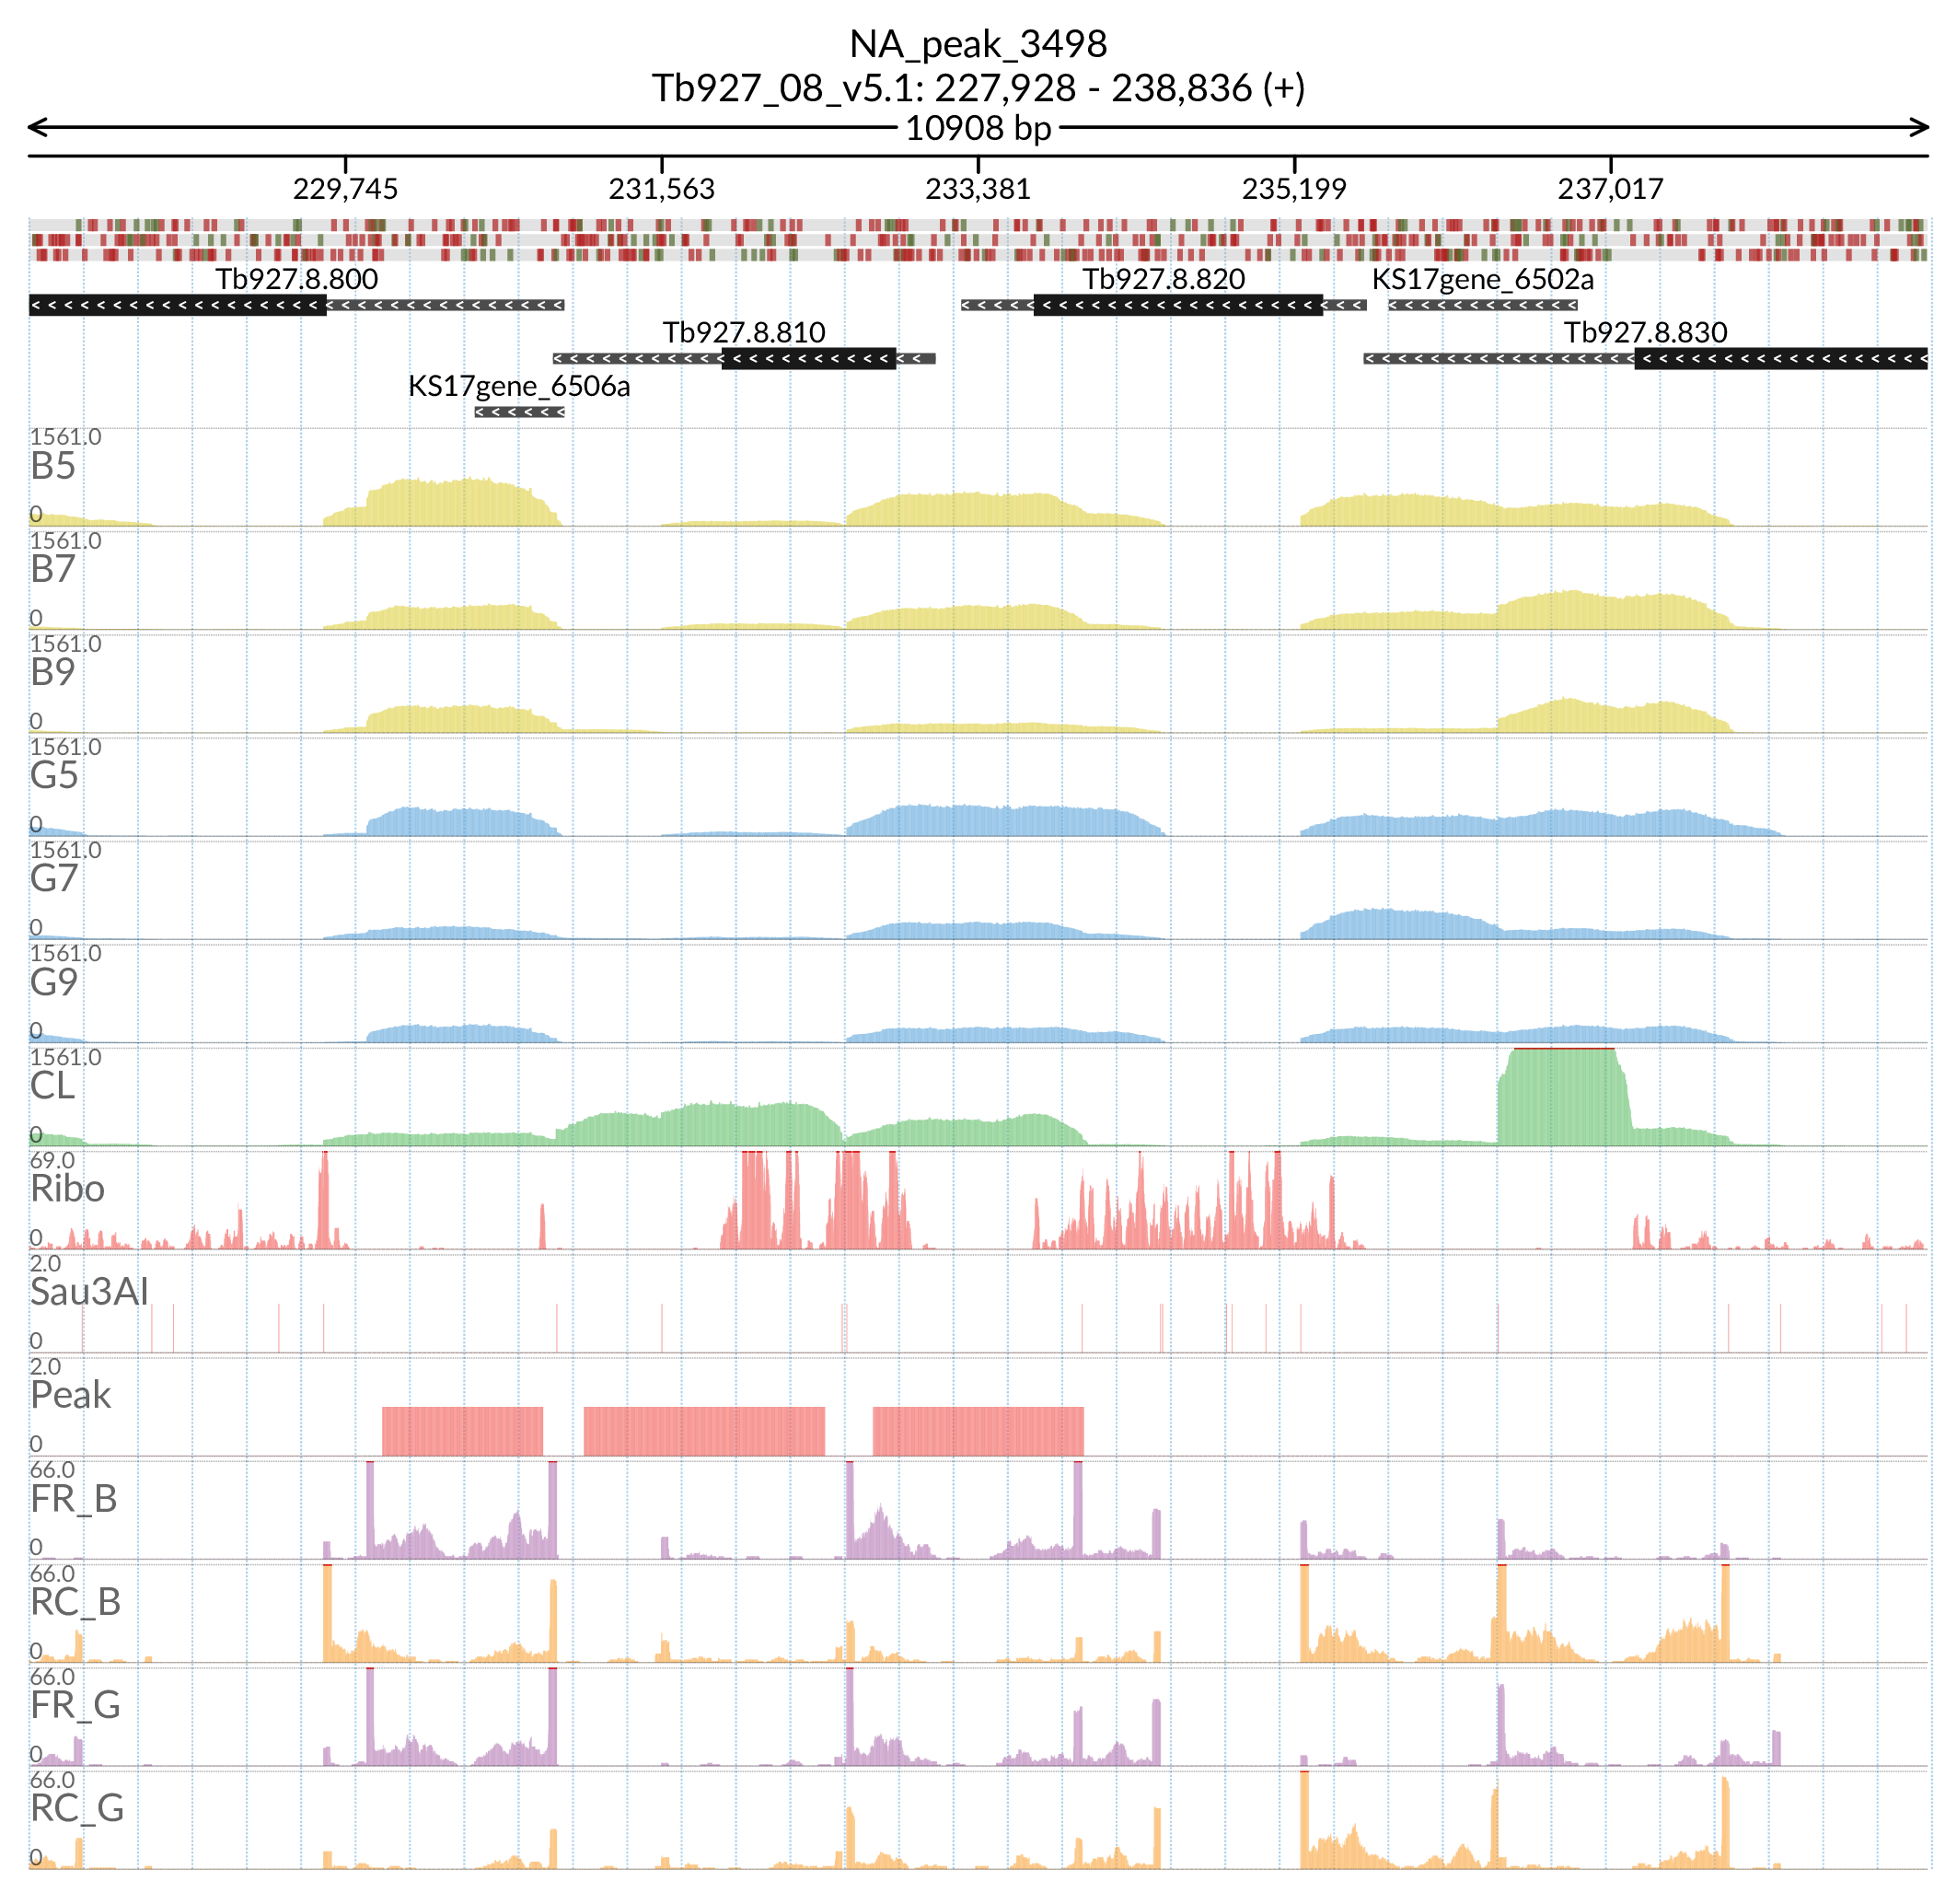 NA_peak_3498
Tb927_08_v5.1: 227,928 - 238,836 (+)
10908 bp
229,745 231,563 233,381 235,199 237,017
Tb927.8.800 Tb927.8.820 KS17gene_6502a
Tb927.8.810 Tb927.8.830
KS17gene_6506a
1561.0
B5
0
1561.0
B7
0
1561.0
B9
0
1561.0
G5
0
1561.0
G7
0
1561.0
G9
0
1561.0
CL
0
69.0
Ribo
0
2.0
Sau3AI
0
2.0
Peak
0
66.0
FR_B
0
66.0
RC_B
0
66.0
FR_G
0
66.0
RC_G
0